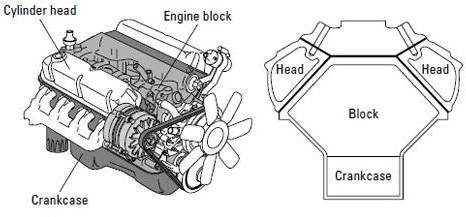 Cylinder head
Engine block
Crankcase
Head
Head
Block
Crankcase